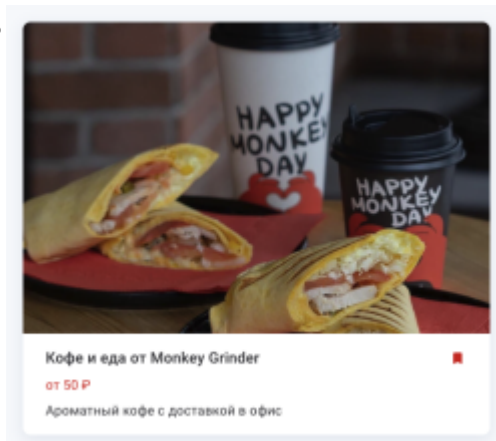 HAPPY
MONKEY
DAY
HAPPY
MONKEY
DAY
Кофе и еда от Monkey Grinder
от 50 ₽
Ароматный кофе с доставкой в офис